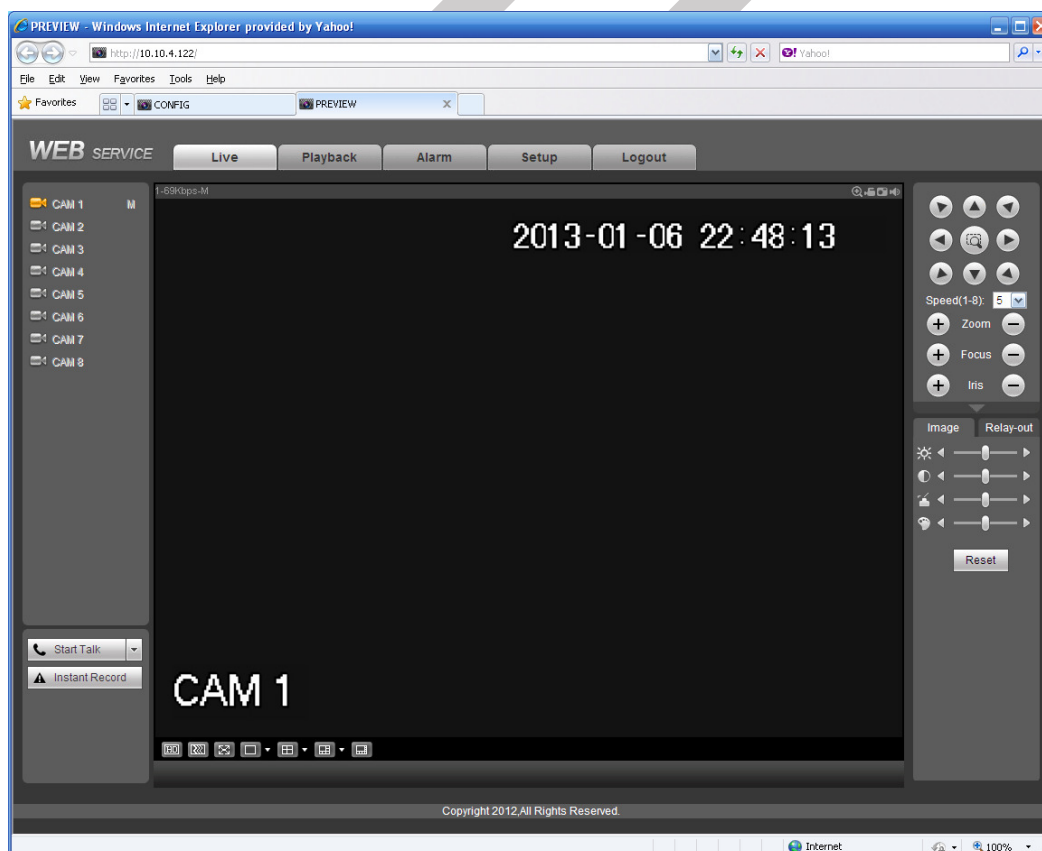 PREVIEW - Windows Internet Explorer provided by Yahoo!
http://10.10.4.122/
Yahoo!
File Edit View Favorites Tools Help
Favorites
CONFIG
PREVIEW
WEB SERVICE
Live
Playback
Alarm
Setup
Logout
CAM 1 M
CAM 2
CAM 3
CAM 4
CAM 5
CAM 6
CAM 7
CAM 8
1-69Kbps-M
2013-01-06 22:48:13
CAM 1
Speed(1-8): 5
Zoom
Focus
Iris
Image
Relay-out
Reset
Start Talk
Instant Record
Copyright 2012,All Rights Reserved.
Internet
100%